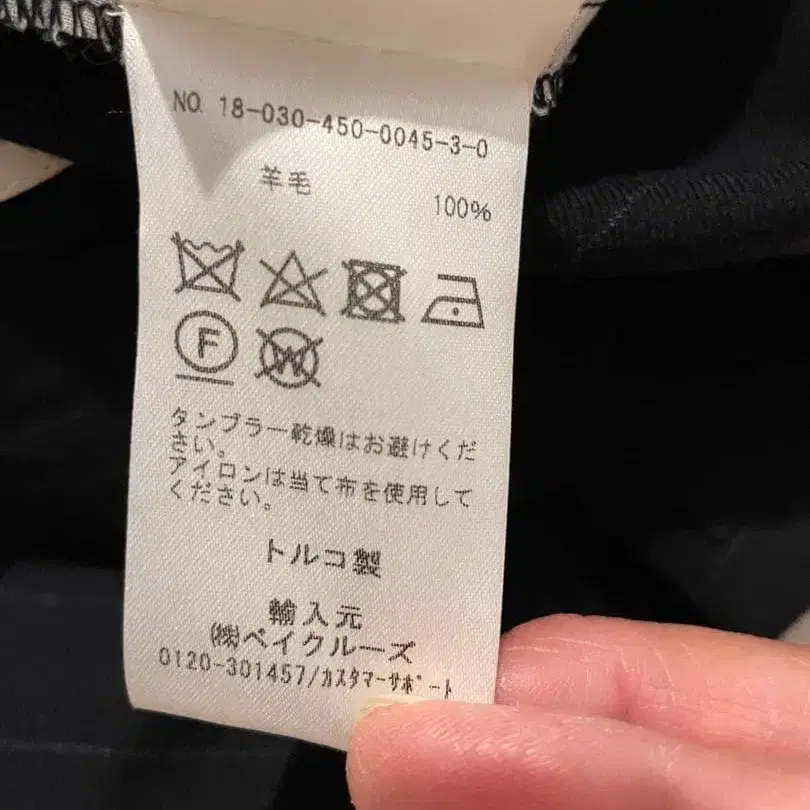 NO. 18-030-450-0045-3-0
羊毛
100%
F
W
タンブラー乾燥はお避けくだ
さい。
アイロンは当て布を使用して
ください。
トルコ製
輸入元
㈱ベイクルーズ
0120-301457/ｶｽﾀﾏｰｻﾎﾟｰﾄ